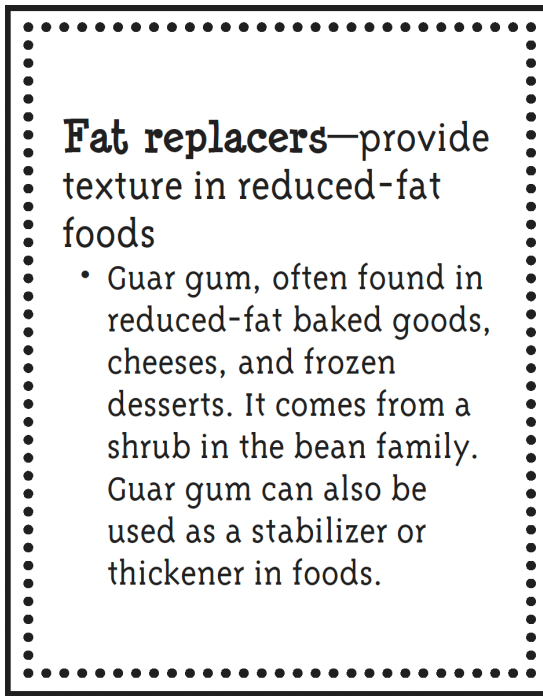 Fat replacers—provide
texture in reduced-fat
foods
• Guar gum, often found in
reduced-fat baked goods,
cheeses, and frozen
desserts. It comes from a
shrub in the bean family.
Guar gum can also be
used as a stabilizer or
thickener in foods.